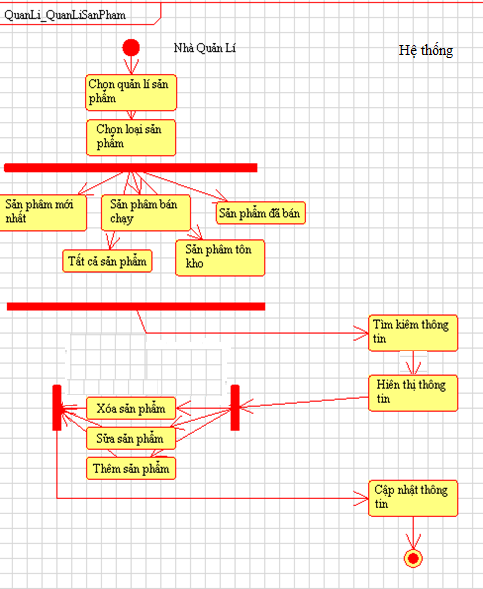 QuanLi_QuanLiSanPham
Nhà Quản Lí
Hệ thống
Chọn quản lí sản
phẩm
Chọn loại sản
phẩm
Sản phẩm mới
nhất
Sản phẩm bán
chạy
Sản phẩm đã bán
Tất cả sản phẩm
Sản phẩm tồn
kho
Tìm kiếm thông
tin
Hiển thị thông
tin
Xóa sản phẩm
Sửa sản phẩm
Thêm sản phẩm
Cập nhật thông
tin